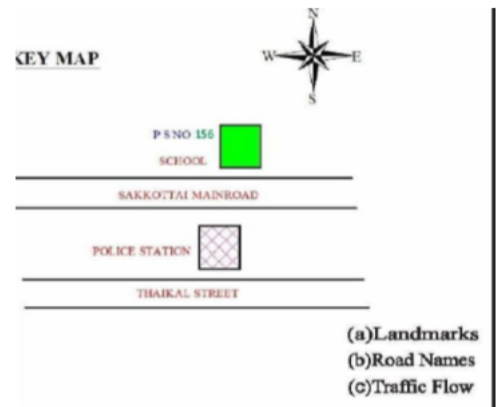 N
KEY MAP
W E
S
P S NO 156
SCHOOL
SAKKOTTAI MAINROAD
POLICE STATION
THAIKAL STREET
(a)Landmarks
(b)Road Names
(c)Traffic Flow